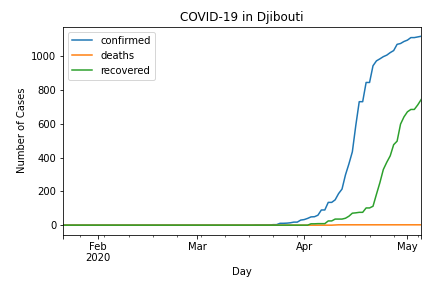 COVID-19 in Djibouti
confirmed
deaths
recovered
Number of Cases
1000
800
600
400
200
0
Feb
2020
Mar
Apr
May
Day